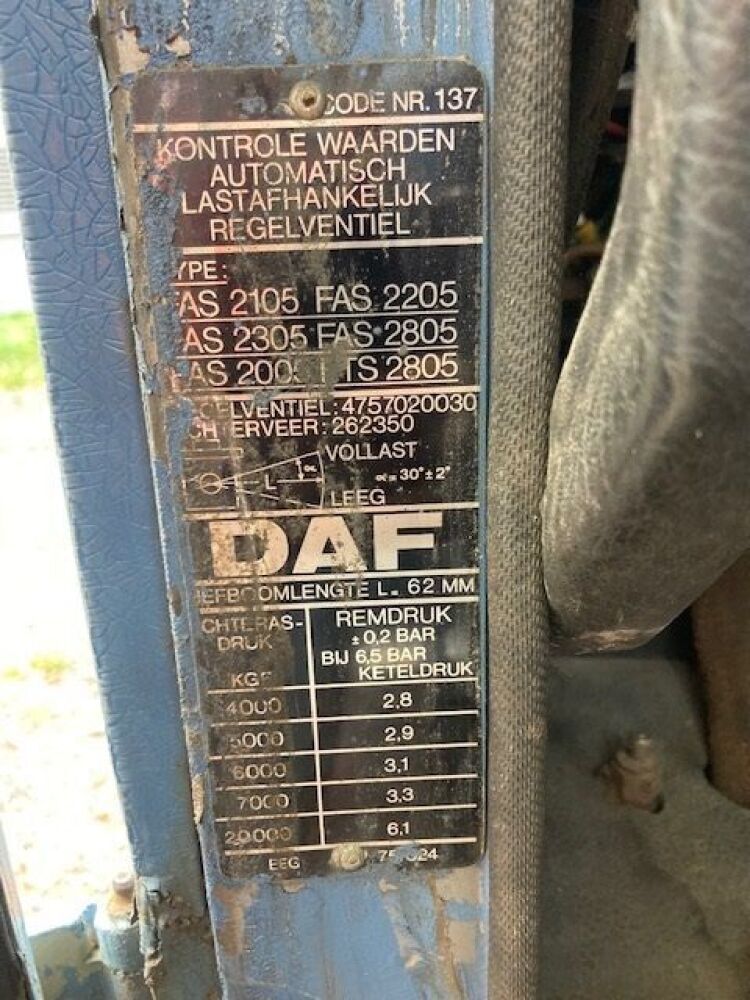 CODE NR. 137
KONTROLE WAARDEN
AUTOMATISCH
LASTAFHANKELIJK
REGELVENTIEL
YPE:
AS 2105 FAS 2205
AS 2305 FAS 2805
AS 200 TS 2805
ELVENTIEL: 4757020030
ERVEER: 262350
VOLLAST
α L α = 30° ± 2°
LEEG
DAF
EFBOOMLENGTE L = 62 MM
CHTERAS- REMDRUK
DRUK ± 0,2 BAR
BIJ 6,5 BAR
KGF KETELDRUK
4000 2.8
5000 2.9
6000 3,1
7000 3,3
20000 6,1
EEG